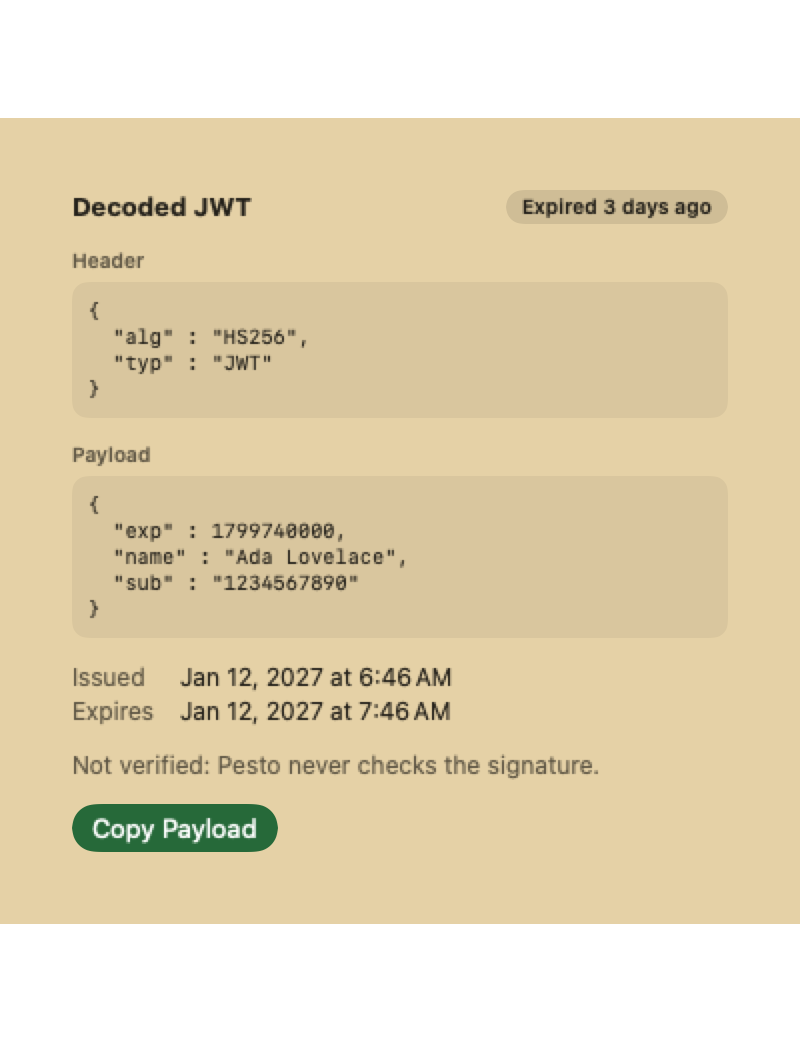 Decoded JWT
Expired 3 days ago
Header
{
  "alg" : "HS256",
  "typ" : "JWT"
}
Payload
{
  "exp" : 1799740000,
  "name" : "Ada Lovelace",
  "sub" : "1234567890"
}
Issued Jan 12, 2027 at 6:46 AM
Expires Jan 12, 2027 at 7:46 AM
Not verified: Pesto never checks the signature.
Copy Payload